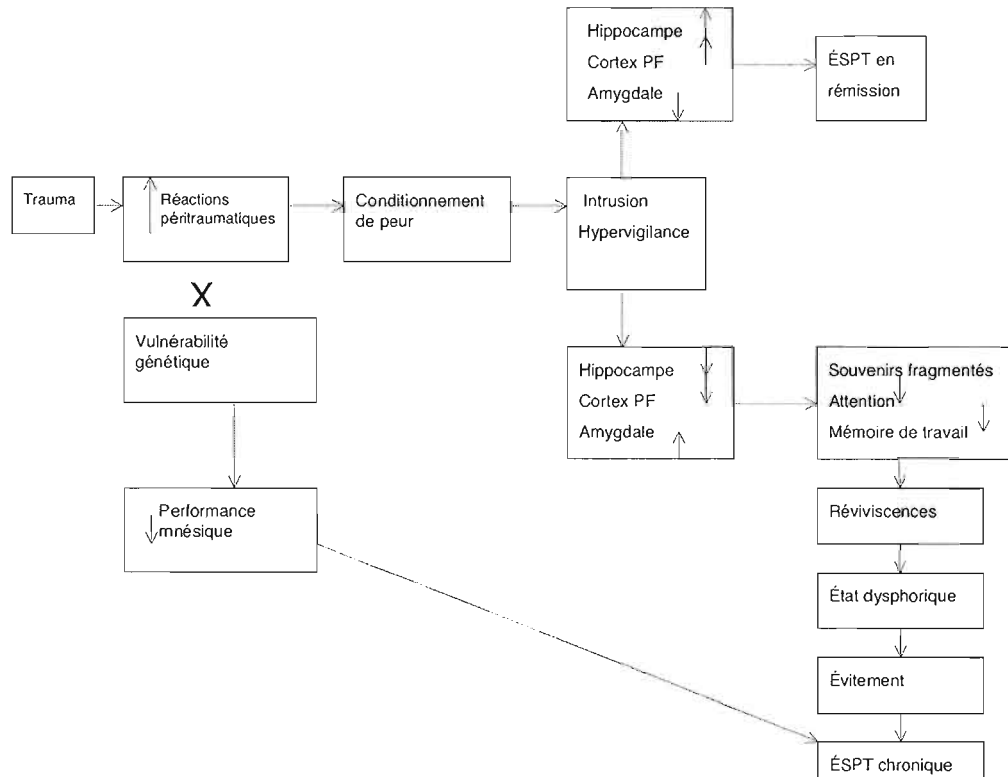 Hippocampe
Cortex PF
Amygdale
ÉSPT en
rémission
Trauma
Réactions
péritraumatiques
Conditionnement
de peur
Intrusion
Hypervigilance
X
Vulnérabilité
génétique
Hippocampe
Cortex PF
Amygdale
Souvenirs fragmentés
Attention
Mémoire de travail
Performance
mnésique
Réviviscences
État dysphorique
Évitement
ÉSPT chronique